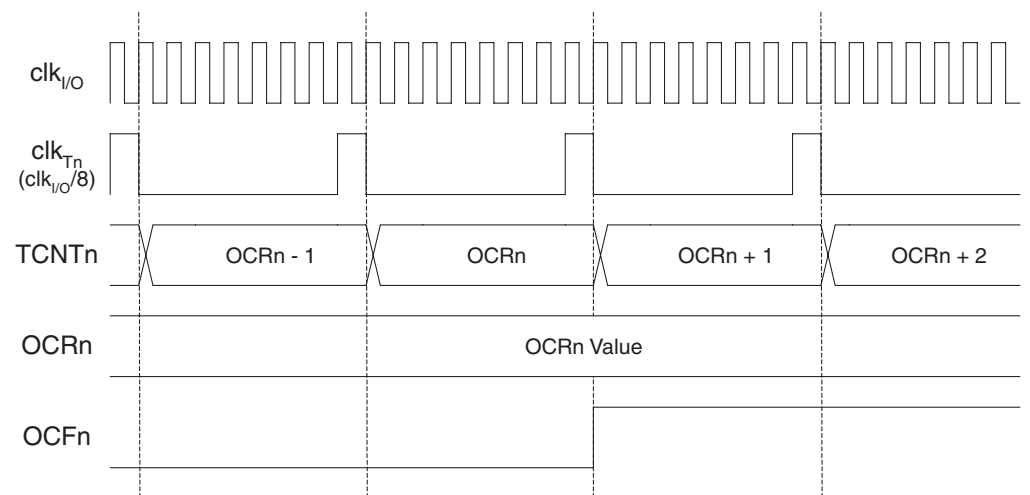 clkI/O
clkTn
(clkI/O/8)
TCNTn
OCRn - 1
OCRn
OCRn + 1
OCRn + 2
OCRn
OCRn Value
OCFn